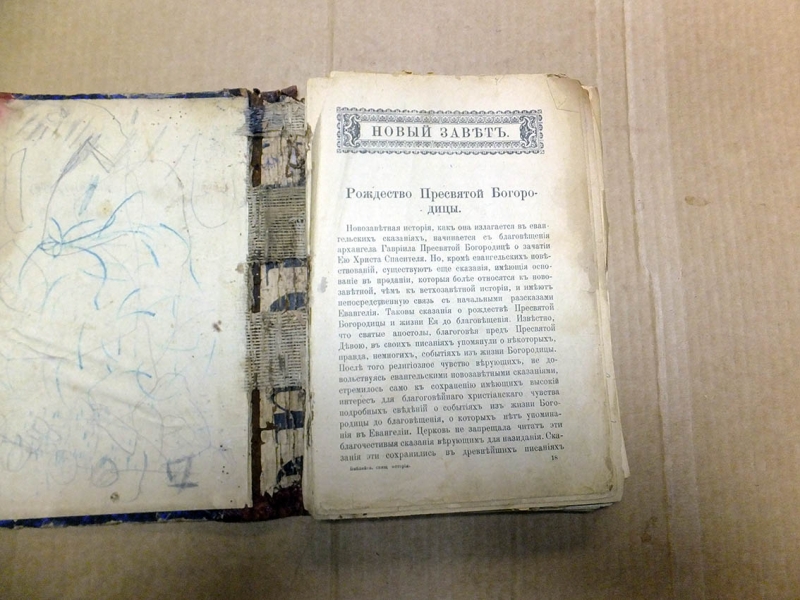 НОВЫЙ ЗАВѢТЪ.
Рождество Пресвятой Богоро-
дицы.
Новозавѣтная исторія, какъ она излагается въ еван-
гельскихъ сказаніяхъ, начинается съ благовѣщенія
архангела Гавріила Пресвятой Богородицѣ о зачатіи
Ею Христа Спасителя. Но, кромѣ евангельскихъ повѣ-
ствованій, существуютъ еще сказанія, имѣющія осно-
ваніе въ преданіи, которыя болѣе относятся къ ново-
завѣтной, чѣмъ къ ветхозавѣтной исторіи, и имѣютъ
непосредственную связь съ начальными разсказами
Евангелія. Таковы сказанія о рождествѣ Пресвятой
Богородицы и жизни Ея до благовѣщенія. Извѣстно,
что святые апостолы, благоговѣя предъ Пресвятой
Дѣвою, въ своихъ писаніяхъ упомянули о нѣкоторыхъ,
правда, немногихъ, событіяхъ изъ жизни Богородицы.
Послѣ того религіозное чувство вѣрующихъ, не до-
вольствуясь евангельскими новозавѣтными сказаніями,
стремилось само къ сохраненію имѣющихъ высокій
интересъ для благоговѣйнаго христіанскаго чувства
подробныхъ свѣдѣній о событіяхъ изъ жизни Бого-
родицы до благовѣщенія, о которыхъ нѣтъ упомина-
нія въ Евангеліи. Церковь не запрещала читать эти
благочестивыя сказанія вѣрующимъ для назиданія. Ска-
занія эти сохранились въ древнѣйшихъ писаніяхъ
Библейск. свящ. исторія. 18